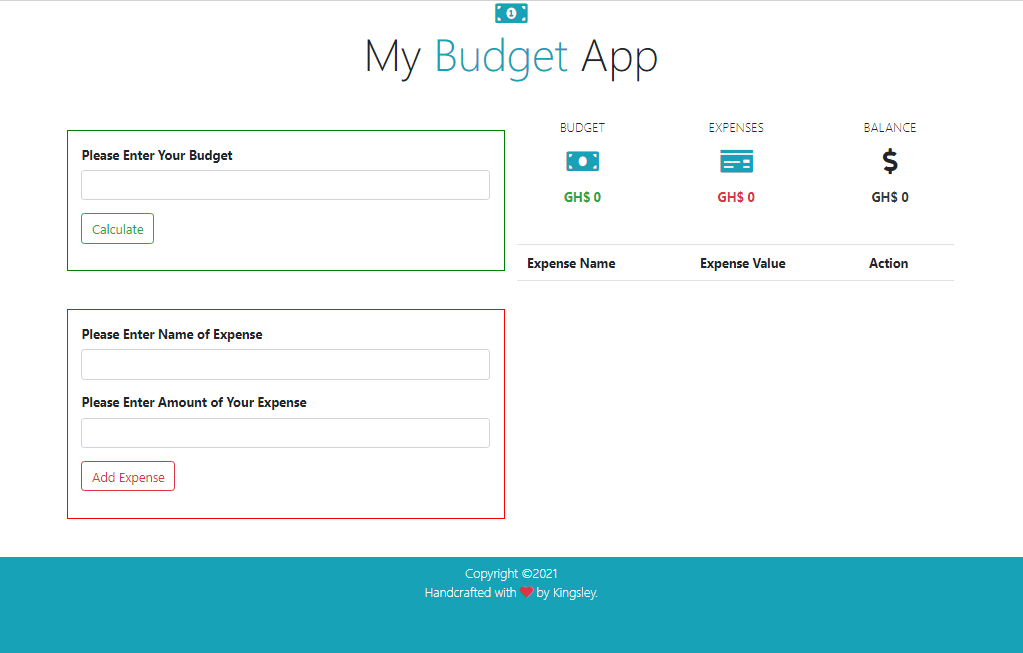 My Budget App
Please Enter Your Budget
Calculate
Please Enter Name of Expense
Please Enter Amount of Your Expense
Add Expense
BUDGET EXPENSES BALANCE
GH$ 0 GH$ 0 GH$ 0
Expense Name Expense Value Action
Copyright ©2021
Handcrafted with ❤ by Kingsley.